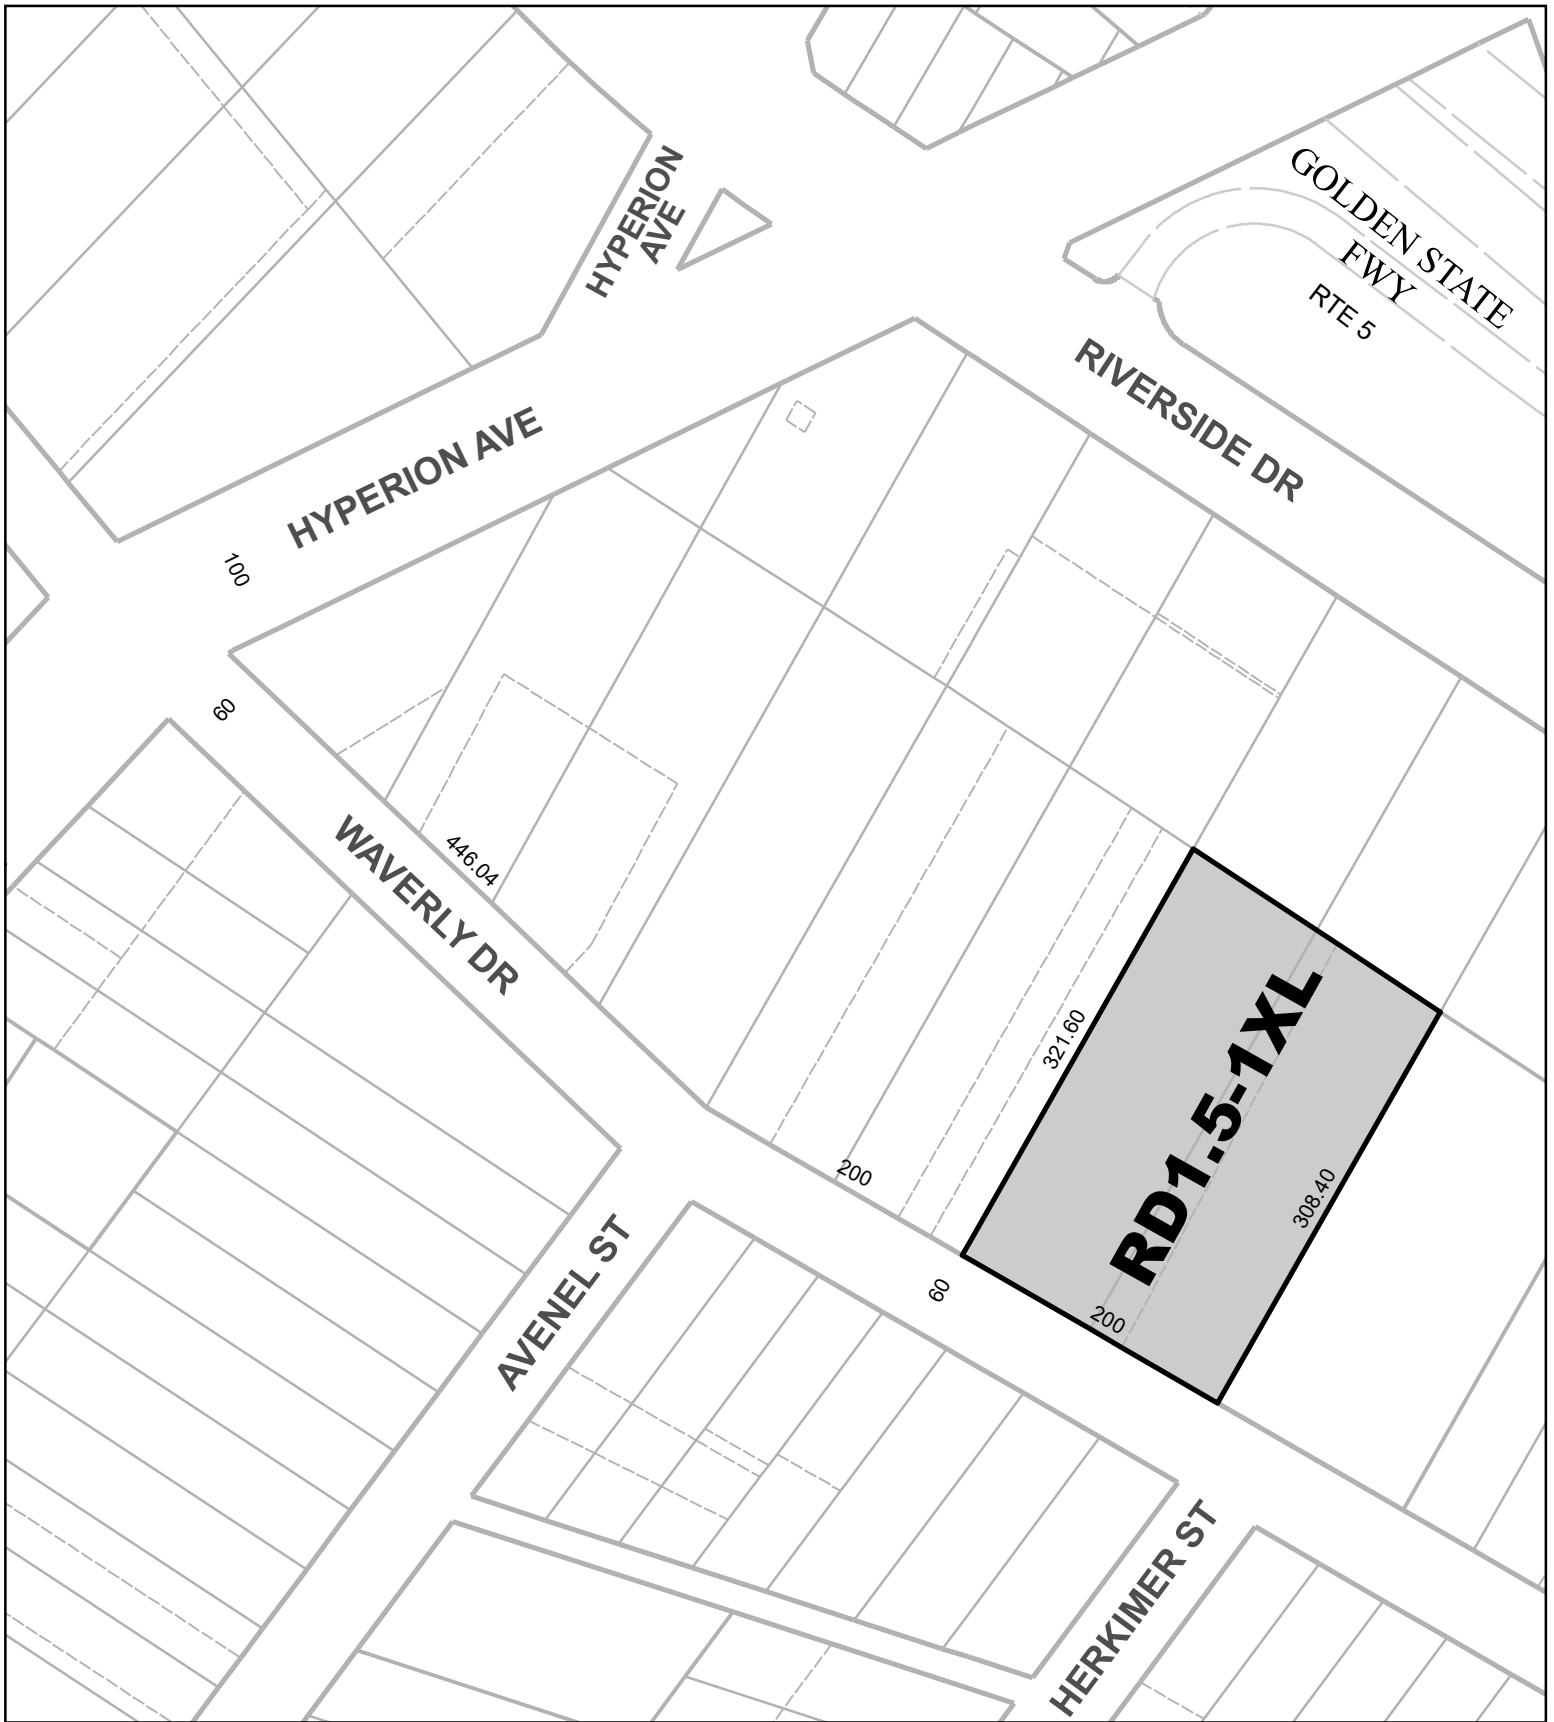 HYPERION
AVE
GOLDEN STATE
FWY
RTE 5
RIVERSIDE DR
HYPERION AVE
100
60
WAVERLY DR
446.04
321.60
RD1.5-1XL
308.40
200
200
60
AVENEL ST
HERKIMER ST